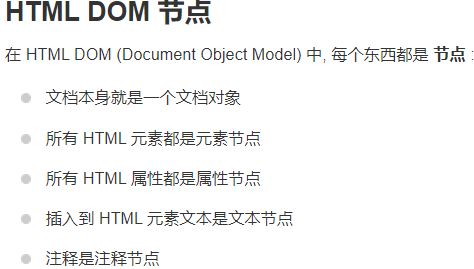 HTML DOM 节点
在 HTML DOM (Document Object Model) 中, 每个东西都是 节点 :
文档本身就是一个文档对象
所有 HTML 元素都是元素节点
所有 HTML 属性都是属性节点
插入到 HTML 元素文本是文本节点
注释是注释节点